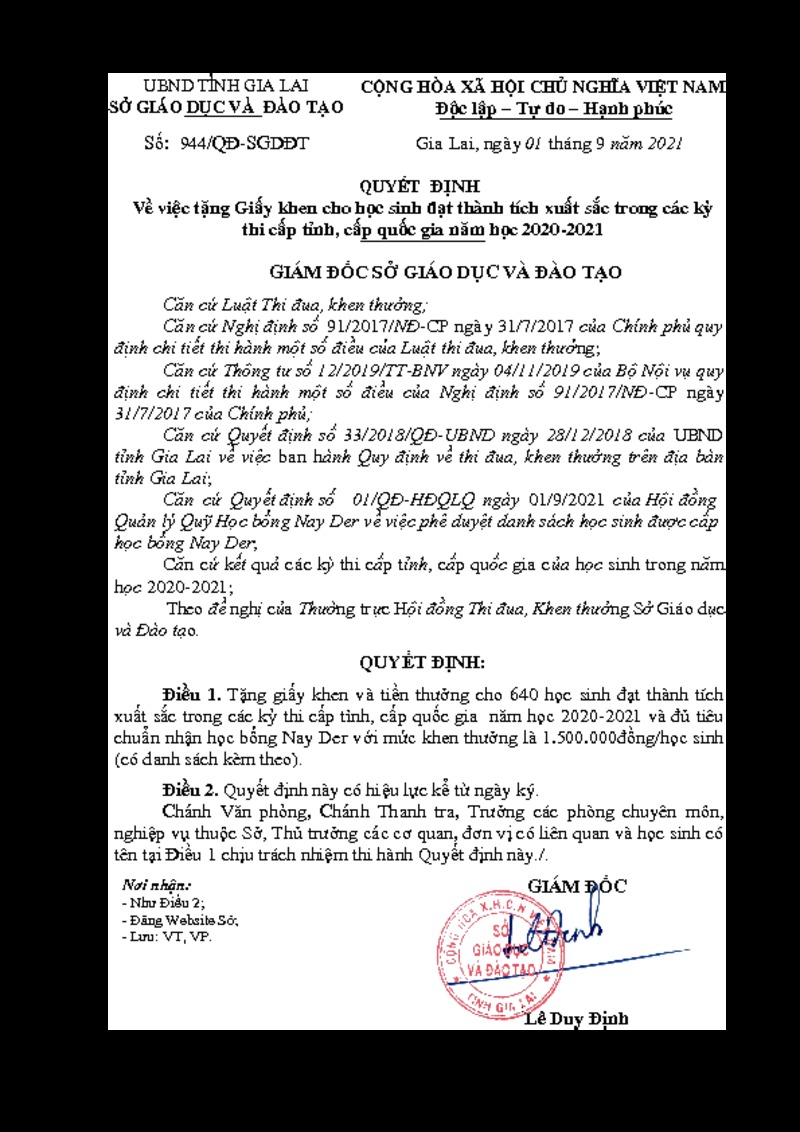 UBND TỈNH GIA LAI
SỞ GIÁO DỤC VÀ ĐÀO TẠO
CỘNG HÒA XÃ HỘI CHỦ NGHĨA VIỆT NAM
Độc lập – Tự do – Hạnh phúc
Số: 944/QĐ-SGDĐT
Gia Lai, ngày 01 tháng 9 năm 2021
QUYẾT ĐỊNH
Về việc tặng Giấy khen cho học sinh đạt thành tích xuất sắc trong các kỳ
thi cấp tỉnh, cấp quốc gia năm học 2020-2021
GIÁM ĐỐC SỞ GIÁO DỤC VÀ ĐÀO TẠO
Căn cứ Luật Thi đua, khen thưởng;
Căn cứ Nghị định số 91/2017/NĐ-CP ngày 31/7/2017 của Chính phủ quy
định chi tiết thi hành một số điều của Luật thi đua, khen thưởng;
Căn cứ Thông tư số 12/2019/TT-BNV ngày 04/11/2019 của Bộ Nội vụ quy
định chi tiết thi hành một số điều của Nghị định số 91/2017/NĐ-CP ngày
31/7/2017 của Chính phủ;
Căn cứ Quyết định số 33/2018/QĐ-UBND ngày 28/12/2018 của UBND
tỉnh Gia Lai về việc ban hành Quy định về thi đua, khen thưởng trên địa bàn
tỉnh Gia Lai;
Căn cứ Quyết định số 01/QĐ-HĐQLQ ngày 01/9/2021 của Hội đồng
Quản lý Quỹ Học bổng Nay Der về việc phê duyệt danh sách học sinh được cấp
học bổng Nay Der;
Căn cứ kết quả các kỳ thi cấp tỉnh, cấp quốc gia của học sinh trong năm
học 2020-2021;
Theo đề nghị của Thường trực Hội đồng Thi đua, Khen thưởng Sở Giáo dục
và Đào tạo.
QUYẾT ĐỊNH:
Điều 1. Tặng giấy khen và tiền thưởng cho 640 học sinh đạt thành tích
xuất sắc trong các kỳ thi cấp tỉnh, cấp quốc gia năm học 2020-2021 và đủ tiêu
chuẩn nhận học bổng Nay Der với mức khen thưởng là 1.500.000đồng/học sinh
(có danh sách kèm theo).
Điều 2. Quyết định này có hiệu lực kể từ ngày ký.
Chánh Văn phòng, Chánh Thanh tra, Trưởng các phòng chuyên môn,
nghiệp vụ thuộc Sở, Thủ trưởng các cơ quan, đơn vị có liên quan và học sinh có
tên tại Điều 1 chịu trách nhiệm thi hành Quyết định này./.
Nơi nhận:
- Như Điều 2;
- Đăng Website Sở;
- Lưu: VT, VP.
GIÁM ĐỐC
CỘNG HÒA X.H.C.N VIỆT NAM
SỞ
GIÁO DỤC
VÀ ĐÀO TẠO
TỈNH GIA LAI
Lê Duy Định